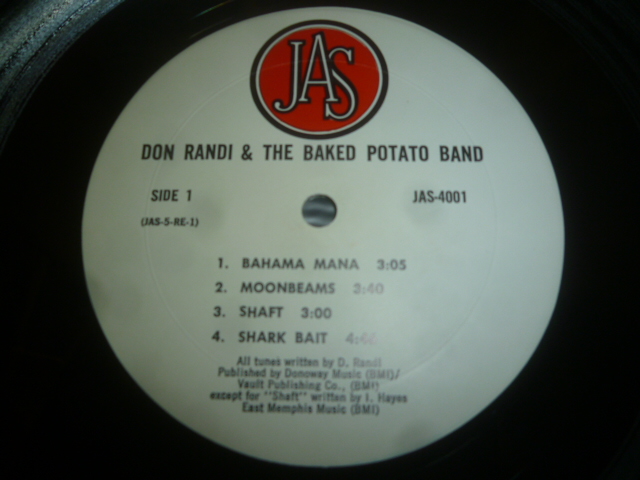 JAS
DON RANDI & THE BAKED POTATO BAND
SIDE 1 JAS-4001
(JAS-5-RE-1)
1. BAHAMA MANA 3:05
2. MOONBEAMS 2:40
3. SHAFT 3:00
4. SHARK BAIT
All tunes written by D. Randi
Published by Donoway Music (BMI)/
Vault Publishing Co., (BMI)
except for "Shaft" written by I. Hayes
East Memphis Music (BMI)